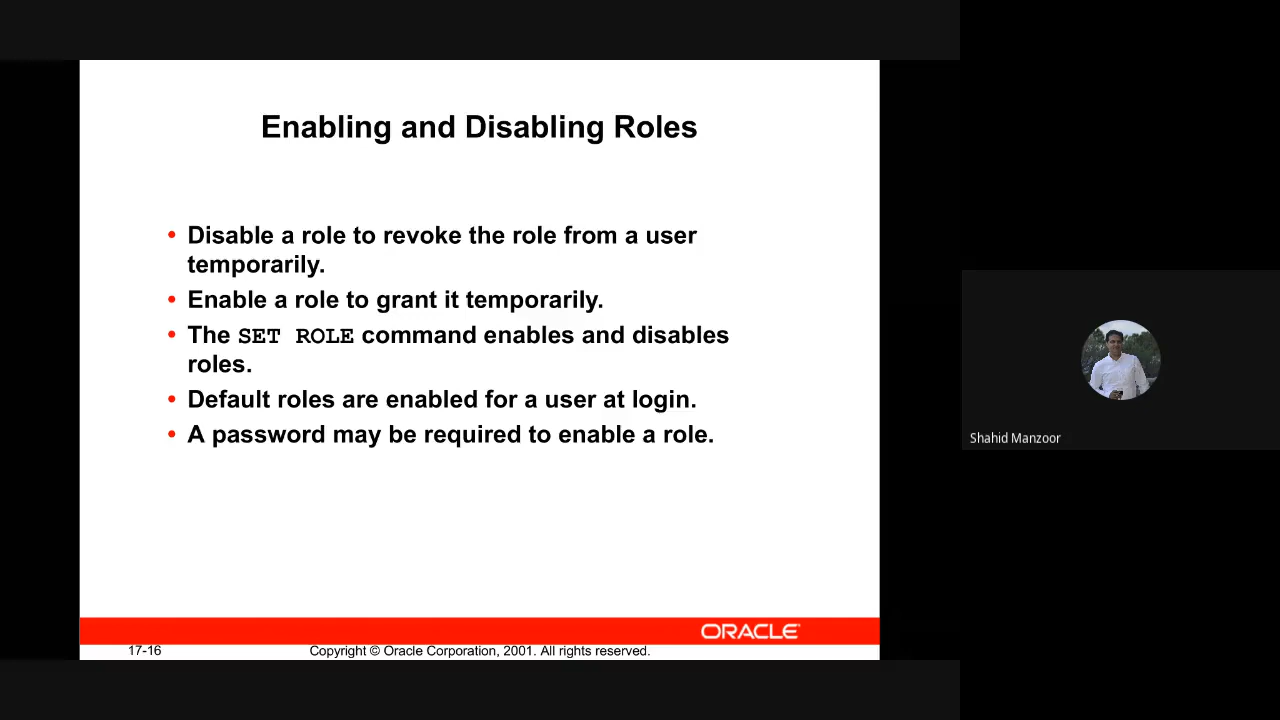 Enabling and Disabling Roles
• Disable a role to revoke the role from a user
temporarily.
• Enable a role to grant it temporarily.
• The SET ROLE command enables and disables
roles.
• Default roles are enabled for a user at login.
• A password may be required to enable a role.
Shahid Manzoor
ORACLE
17-16
Copyright © Oracle Corporation, 2001. All rights reserved.